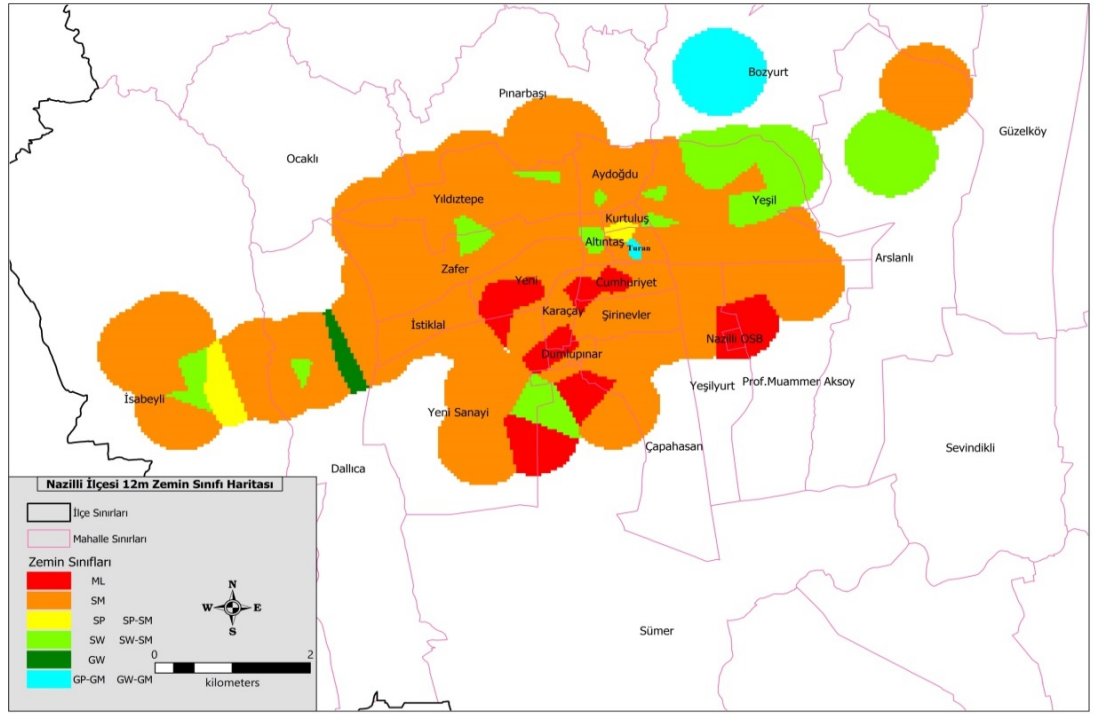 Bozyurt
Pınarbaşı
Güzelköy
Ocaklı
Aydoğdu
Yıldıztepe
Yeşil
Kurtuluş
Altıntaş
Turan
Arslanlı
Zafer
Yeni
Cumhuriyet
Karaçay
Şirinevler
İstiklal
Nazilli OSB
Dumlupınar
Yeşilyurt
Prof.Muammer Aksoy
İsabeyli
Yeni Sanayi
Çapahasan
Sevindikli
Dallıca
Sümer
Nazilli İlçesi 12m Zemin Sınıfı Haritası
İlçe Sınırları
Mahalle Sınırları
Zemin Sınıfları
ML
SM
SP SP-SM
SW SW-SM
GW
GP-GM GW-GM
N
W E
S
0 2
kilometers